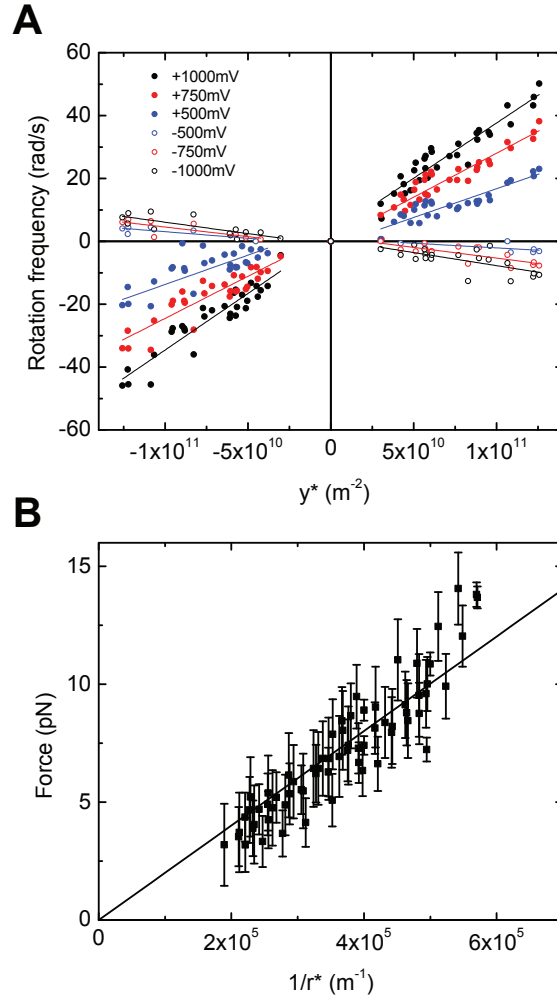 A
60
40
20
0
-20
-40
-60
Rotation frequency (rad/s)
+1000mV
+750mV
+500mV
-500mV
-750mV
-1000mV
-1x10¹¹ -5x10¹⁰ 0 5x10¹⁰ 1x10¹¹
y* (m⁻²)
B
15
10
5
0
Force (pN)
0 2x10⁵ 4x10⁵ 6x10⁵
1/r* (m⁻¹)